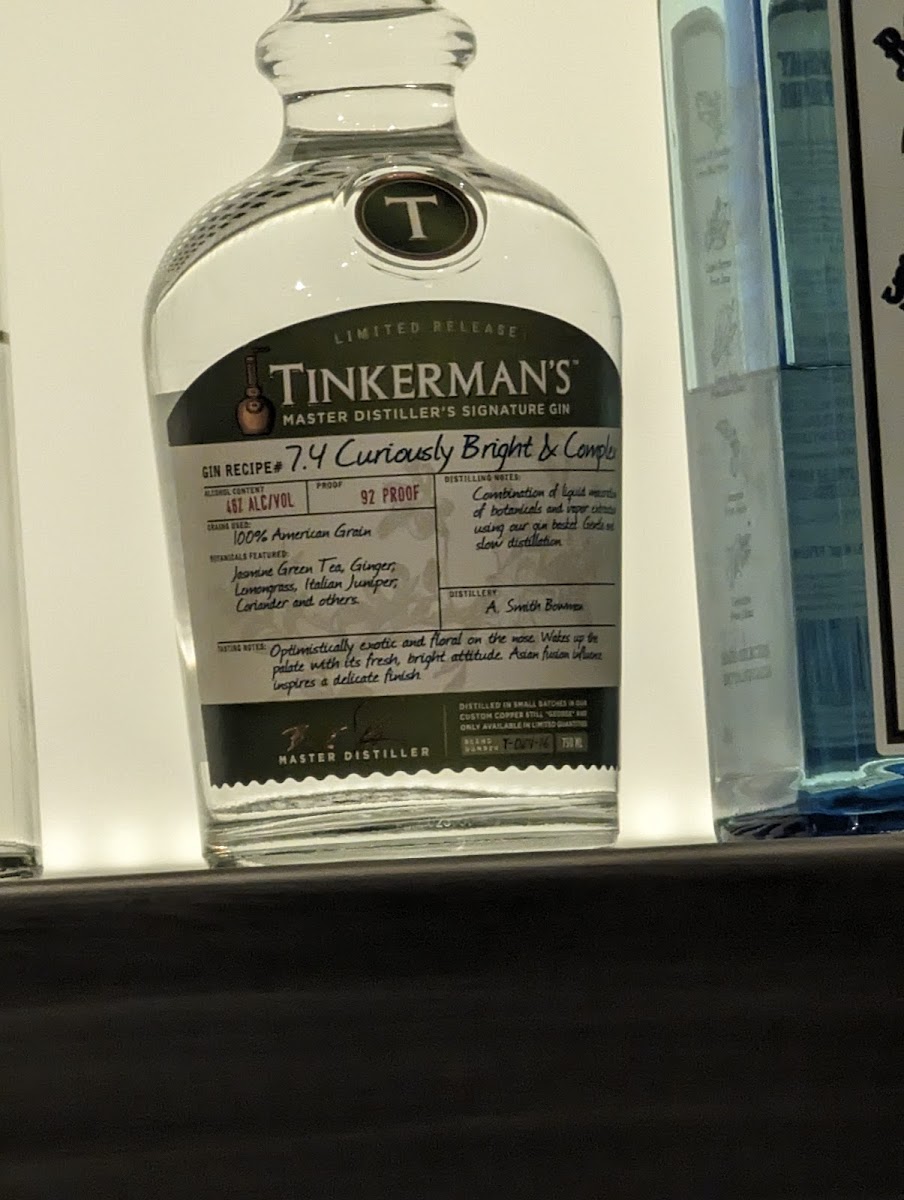 T
LIMITED RELEASE
TINKERMAN'S™
MASTER DISTILLER'S SIGNATURE GIN
GIN RECIPE# 7.4 Curiously Bright & Comple
ALCOHOL CONTENT
46% ALC/VOL
PROOF
92 PROOF
GRAINS USED:
100% American Grain
BOTANICALS FEATURED:
Jasmine Green Tea, Ginger,
Lemongrass, Italian Juniper,
Coriander and others.
DISTILLING NOTES:
Combination of liquid
of botanicals and vapor
using our gin basket. Gentle and
slow distillation
DISTILLERY:
A. Smith Bowman
TASTING NOTES:
Optimistically exotic and floral on the nose. Wakes up the
palate with its fresh, bright attitude. Asian fusion influence
inspires a delicate finish
MASTER DISTILLER
DISTILLED IN SMALL BATCHES IN OUR
CUSTOM COPPER STILL "GEORGE" AND
ONLY AVAILABLE IN LIMITED QUANTITIES
NUMBER
750 ML